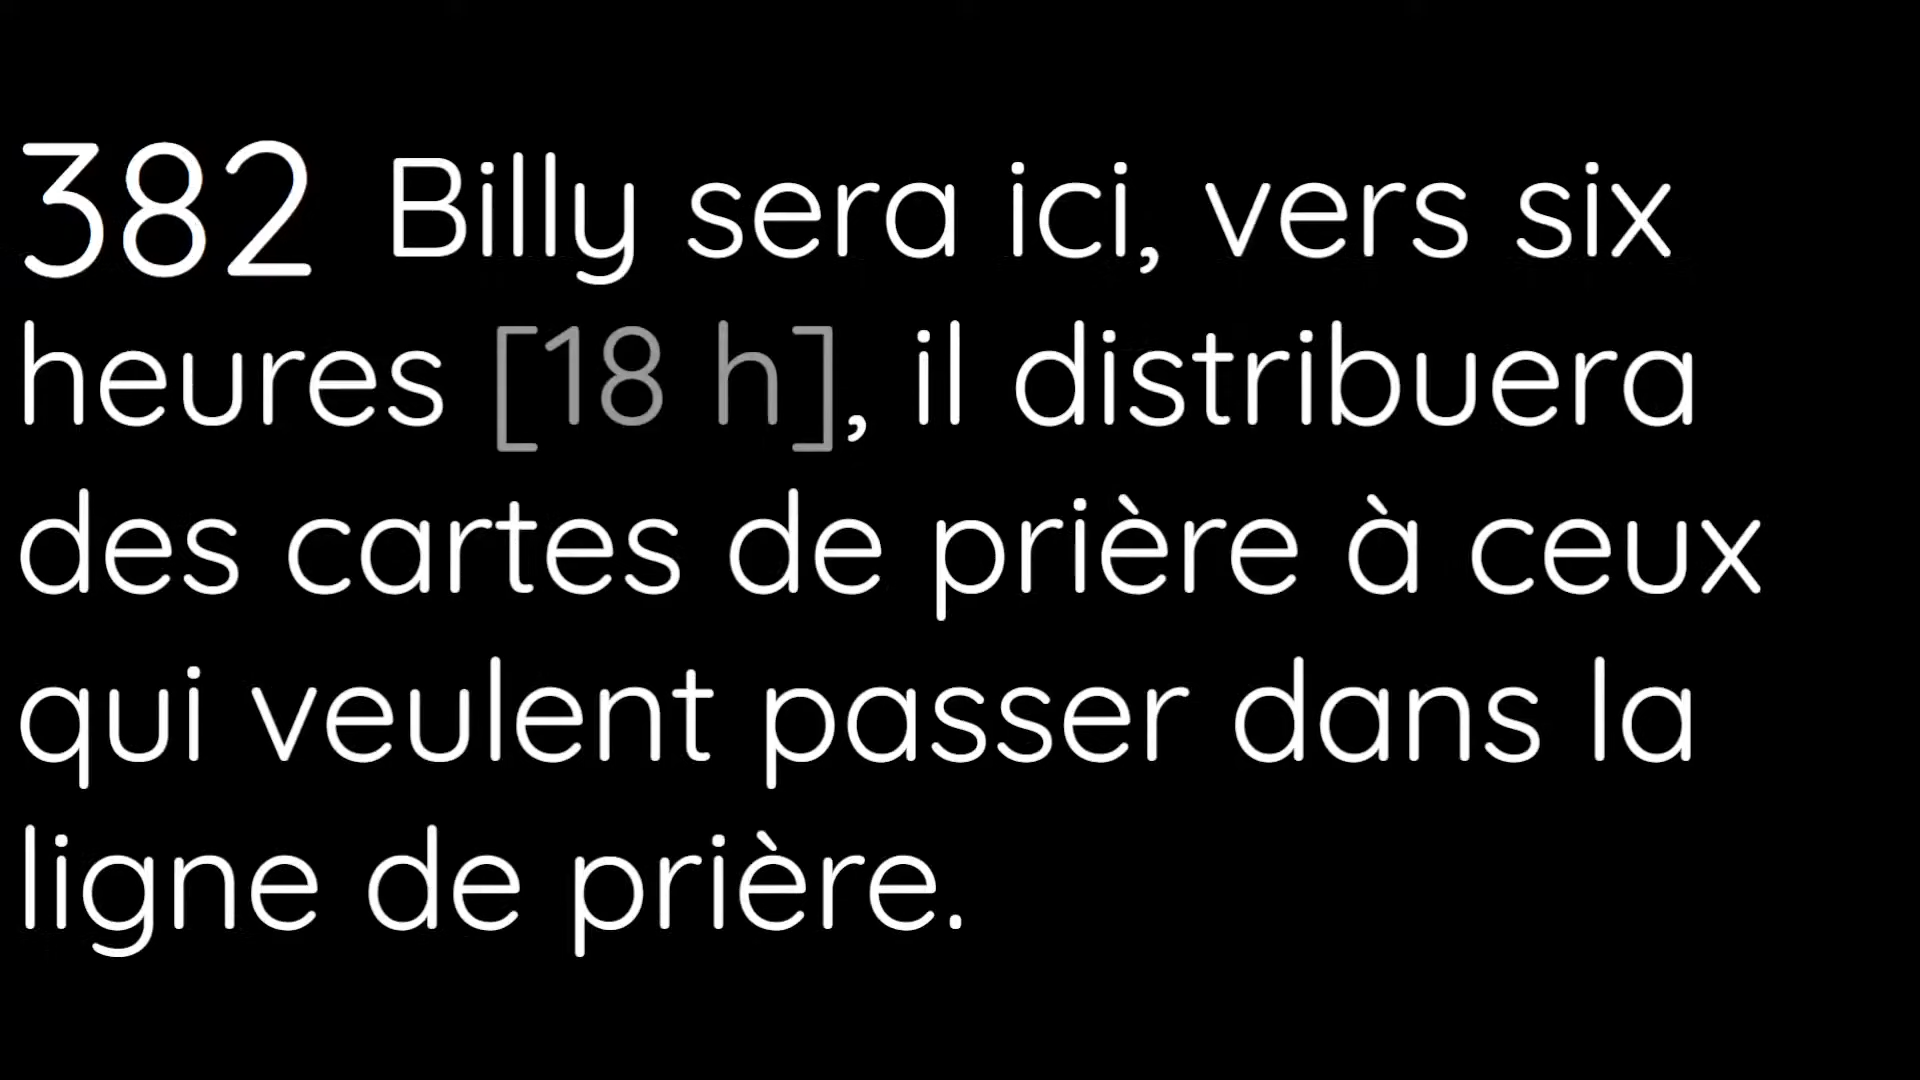 382 Billy sera ici, vers six
heures [18 h], il distribuera
des cartes de prière à ceux
qui veulent passer dans la
ligne de prière.